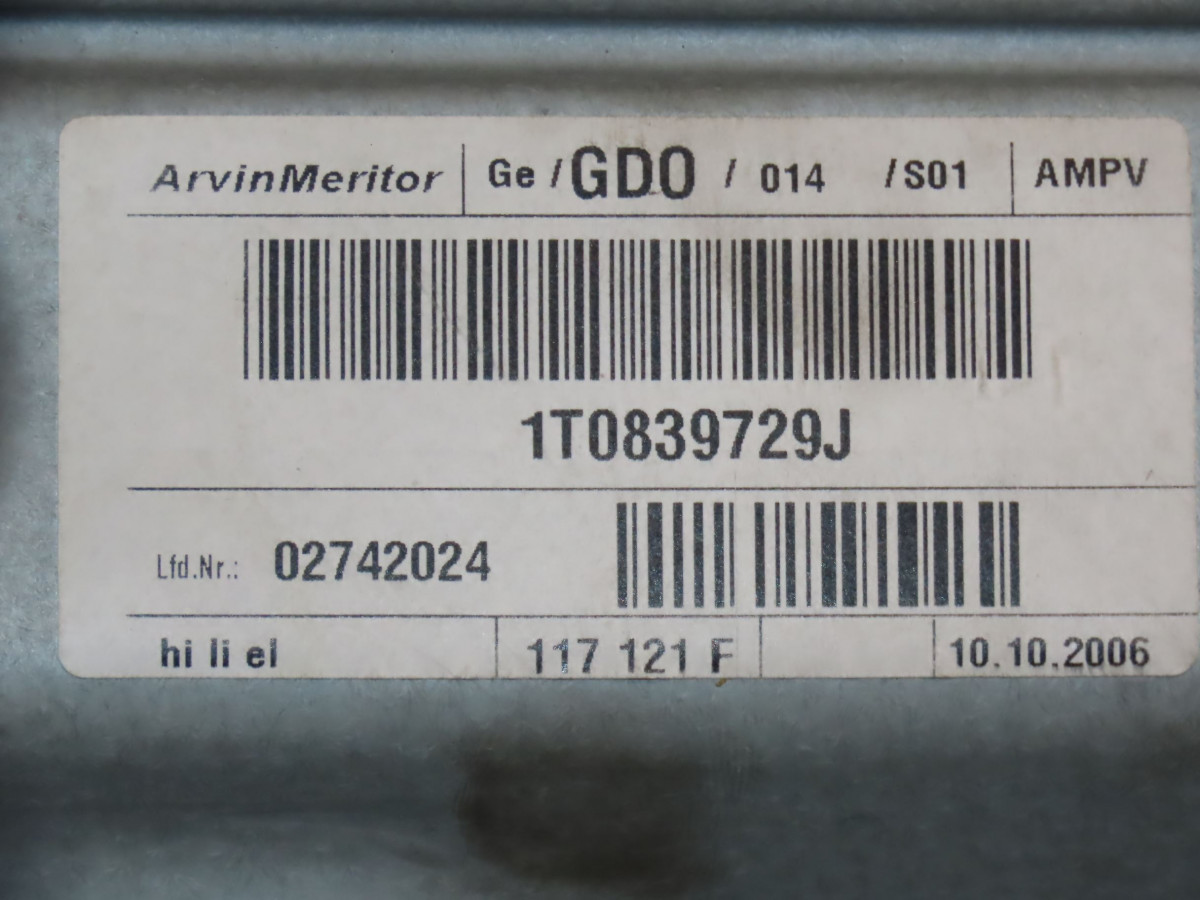 ArvinMeritor Ge / GDO / 014 / S01 AMPV
1T0839729J
Lfd.Nr.: 02742024
hi li el 117 121 F 10.10.2006